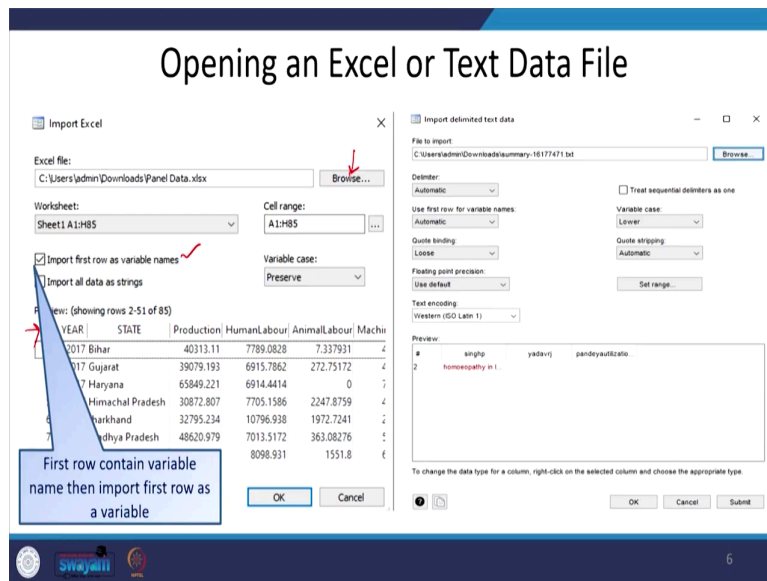 Opening an Excel or Text Data File
Import Excel
Excel file:
C:\Users\admin\Downloads\Panel Data.xlsx
Browse...
Worksheet:
Cell range:
Sheet1 A1:H85
A1:H85
...
Import first row as variable names
Variable case:
Import all data as strings
Preserve
ew: (showing rows 2-51 of 85)
YEAR STATE Production HumanLabour AnimalLabour Machi
2017 Bihar 40313.11 7789.0828 7.337931
017 Gujarat 39079.193 6915.7862 272.75172
7 Haryana 65849.221 6914.4414 0
Himachal Pradesh 30872.807 7705.1586 2247.8759
arkhand 32795.234 10796.938 1972.7241
dhya Pradesh 48620.979 7013.5172 363.08276
8098.931 1551.8
First row contain variable
name then import first row as
a variable
OK Cancel
Import delimited text data
File to import:
C:\Users\admin\Downloads\summary-16177471.txt
Browse...
Delimiter:
Automatic
Treat sequential delimiters as one
Use first row for variable names:
Variable case:
Automatic
Lower
Quote binding:
Quote stripping:
Loose
Automatic
Floating point precision:
Use default
Set range...
Text encoding:
Western (ISO Latin 1)
Preview:
# singhp yadavrj pandeyautilizatio...
2 homoeopathy in l...
To change the data type for a column, right-click on the selected column and choose the appropriate type.
OK Cancel Submit
swayam
6